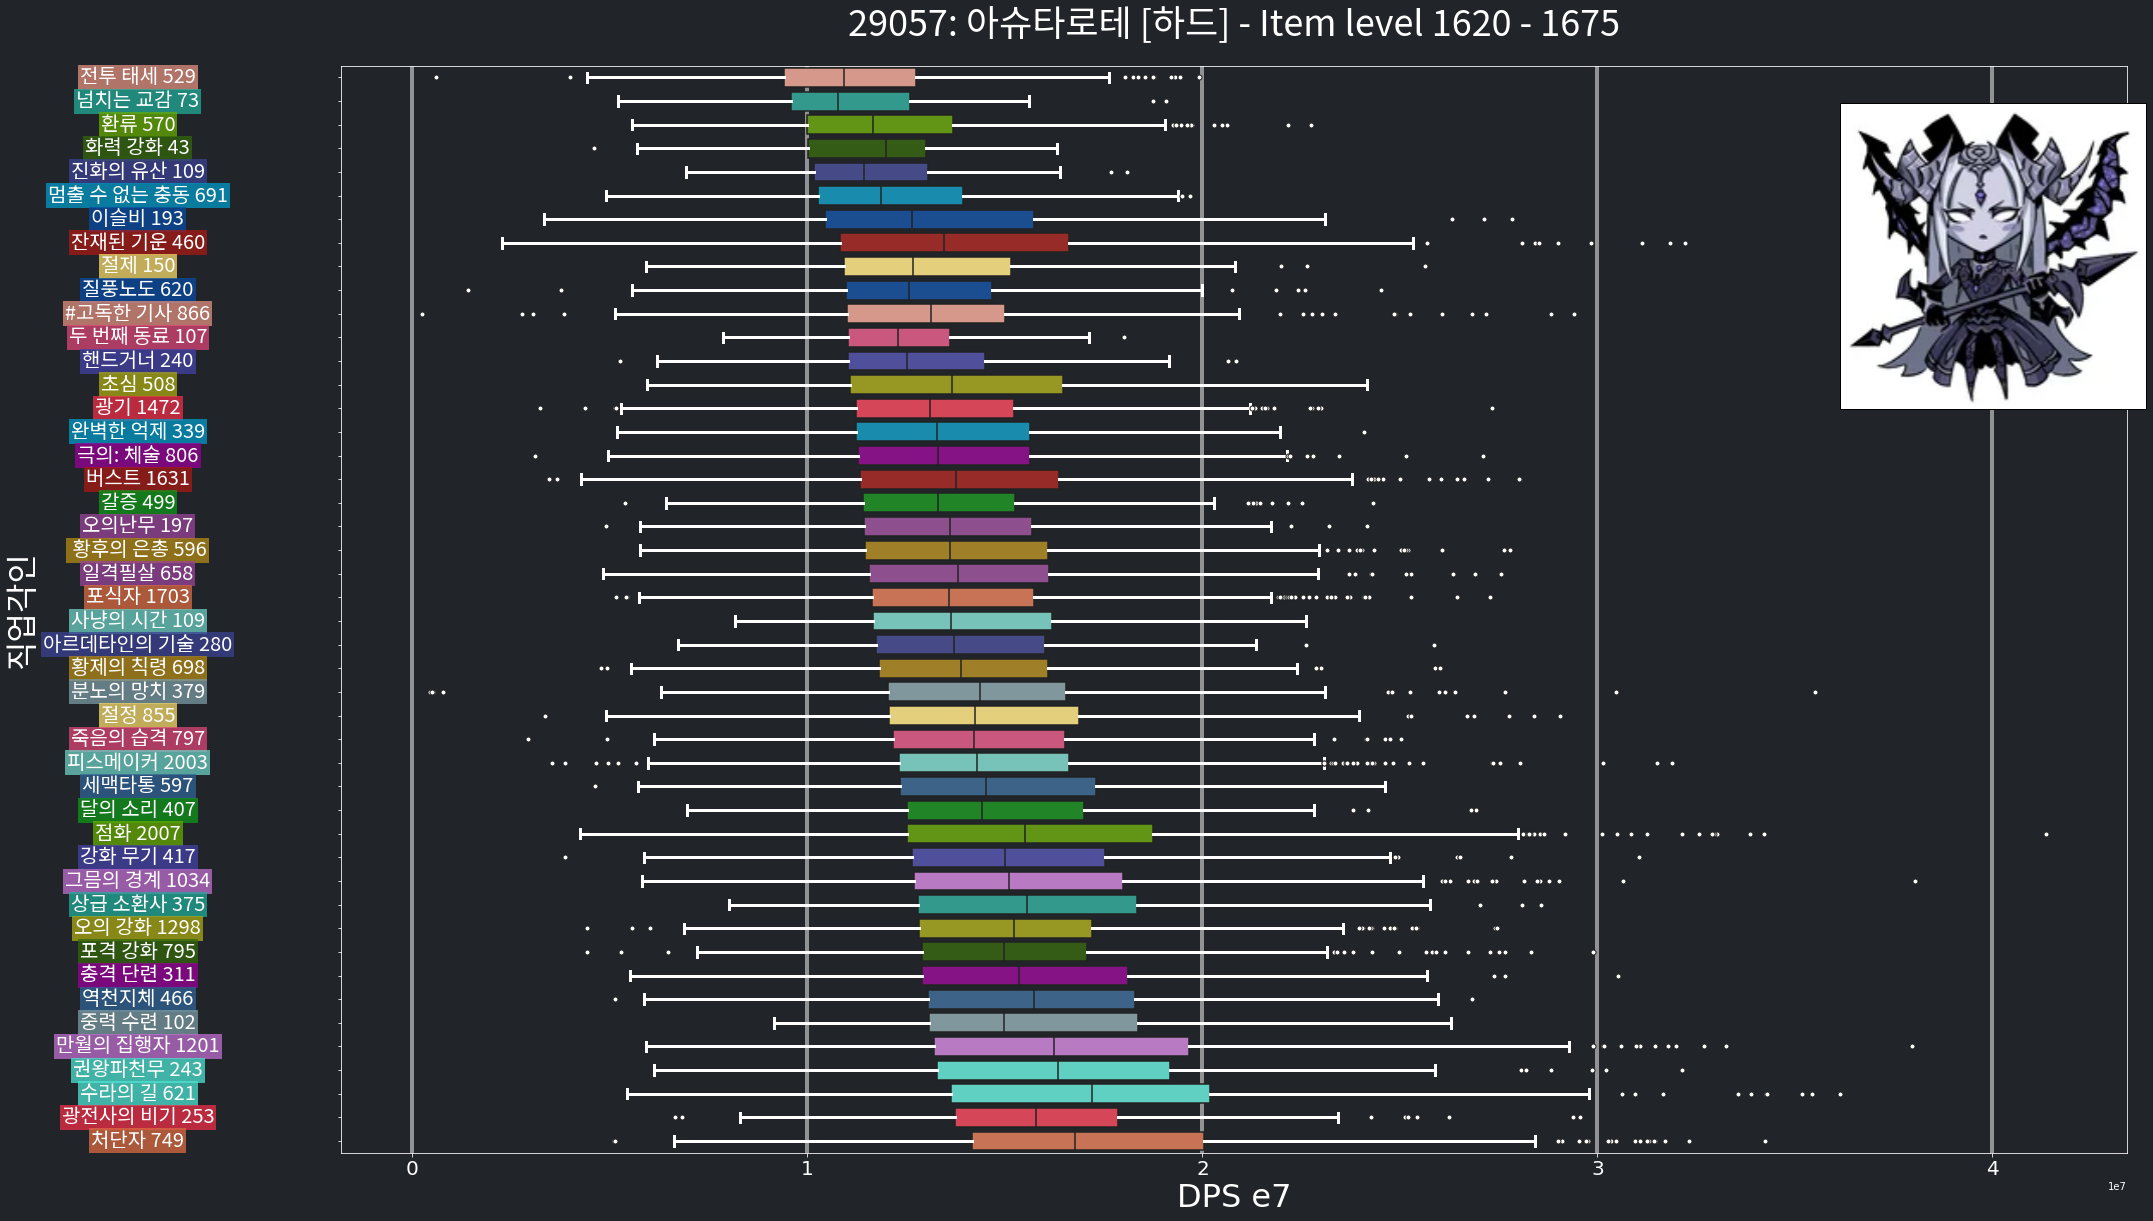 29057: 아슈타로테 [하드] - Item level 1620 - 1675
직업각인
전투 태세 529
넘치는 교감 73
환류 570
화력 강화 43
진화의 유산 109
멈출 수 없는 충동 691
이슬비 193
잔재된 기운 460
절제 150
질풍노도 620
#고독한 기사 866
두 번째 동료 107
핸드거너 240
초심 508
광기 1472
완벽한 억제 339
극의: 체술 806
버스트 1631
갈증 499
오의난무 197
황후의 은총 596
일격필살 658
포식자 1703
사냥의 시간 109
아르데타인의 기술 280
황제의 칙령 698
분노의 망치 379
절정 855
죽음의 습격 797
피스메이커 2003
세맥타통 597
달의 소리 407
점화 2007
강화 무기 417
그믐의 경계 1034
상급 소환사 375
오의 강화 1298
포격 강화 795
충격 단련 311
역천지체 466
중력 수련 102
만월의 집행자 1201
권왕파천무 243
수라의 길 621
광전사의 비기 253
처단자 749
0 1 2 3 4
DPS e7
1e7